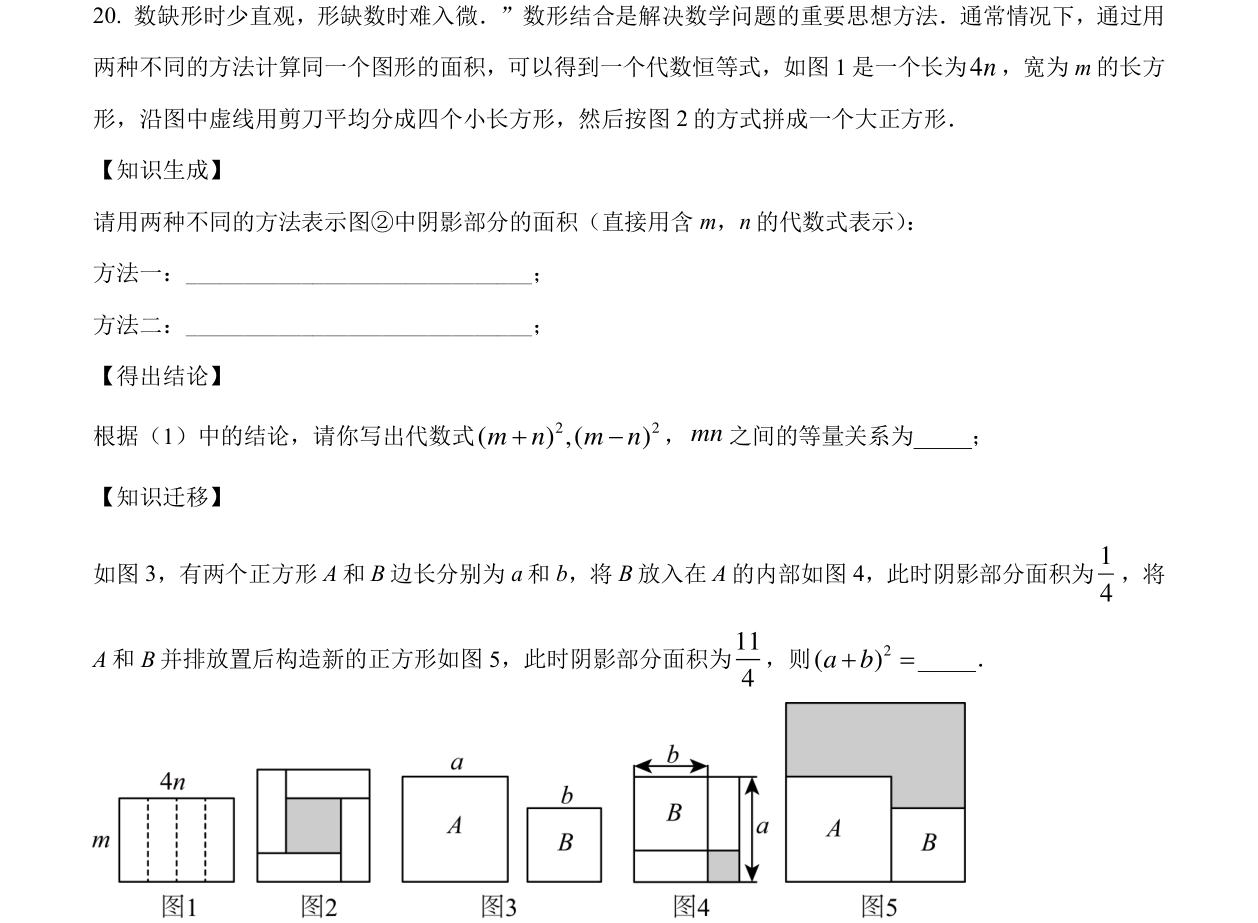 20. 数缺形时少直观，形缺数时难入微．”数形结合是解决数学问题的重要思想方法．通常情况下，通过用
两种不同的方法计算同一个图形的面积，可以得到一个代数恒等式，如图 1 是一个长为4n，宽为 m 的长方
形，沿图中虚线用剪刀平均分成四个小长方形，然后按图 2 的方式拼成一个大正方形．
【知识生成】
请用两种不同的方法表示图②中阴影部分的面积（直接用含 m，n 的代数式表示）：
方法一：______________________________；
方法二：______________________________；
【得出结论】
根据（1）中的结论，请你写出代数式(m+n)²,(m−n)²，mn 之间的等量关系为_____；
【知识迁移】
如图 3，有两个正方形 A 和 B 边长分别为 a 和 b，将 B 放入在 A 的内部如图 4，此时阴影部分面积为1/4，将
A 和 B 并排放置后构造新的正方形如图 5，此时阴影部分面积为11/4，则(a+b)²=_____．
4n
m
图1
图2
a
A
b
B
图3
b
B
a
图4
A
B
图5